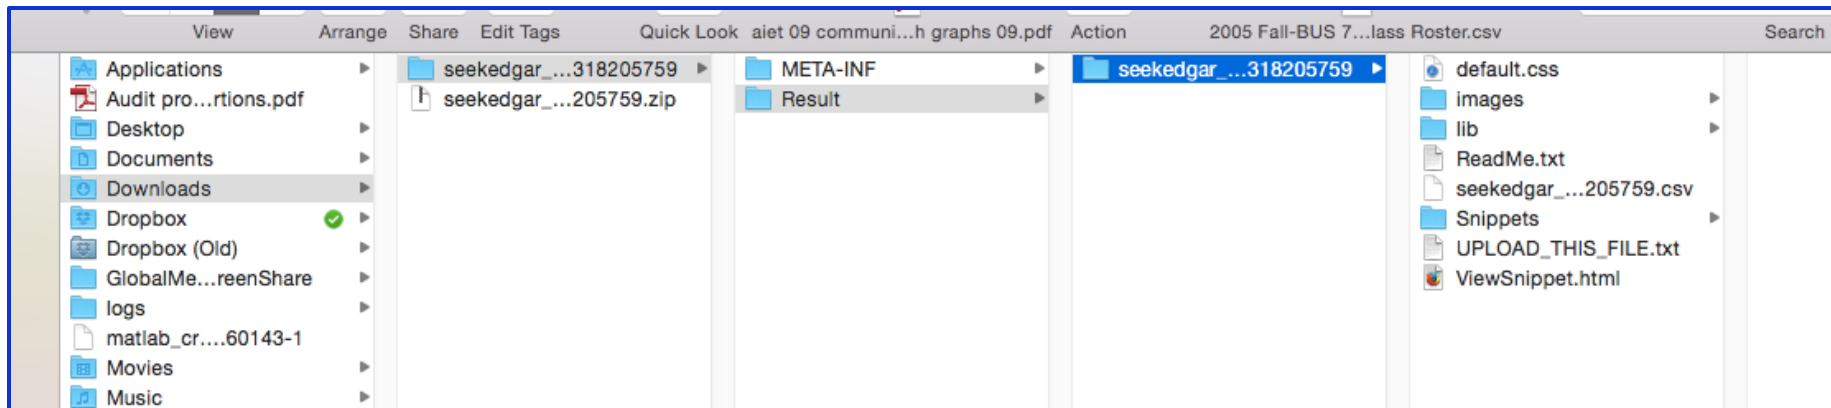 View Arrange Share Edit Tags Quick Look aiet 09 communi...h graphs 09.pdf Action 2005 Fall-BUS 7...lass Roster.csv Search
Applications
Audit pro...rtions.pdf
Desktop
Documents
Downloads
Dropbox
Dropbox (Old)
GlobalMe...reenShare
logs
matlab_cr....60143-1
Movies
Music
seekedgar_...318205759
seekedgar_...205759.zip
META-INF
Result
seekedgar_...318205759
default.css
images
lib
ReadMe.txt
seekedgar_...205759.csv
Snippets
UPLOAD_THIS_FILE.txt
ViewSnippet.html